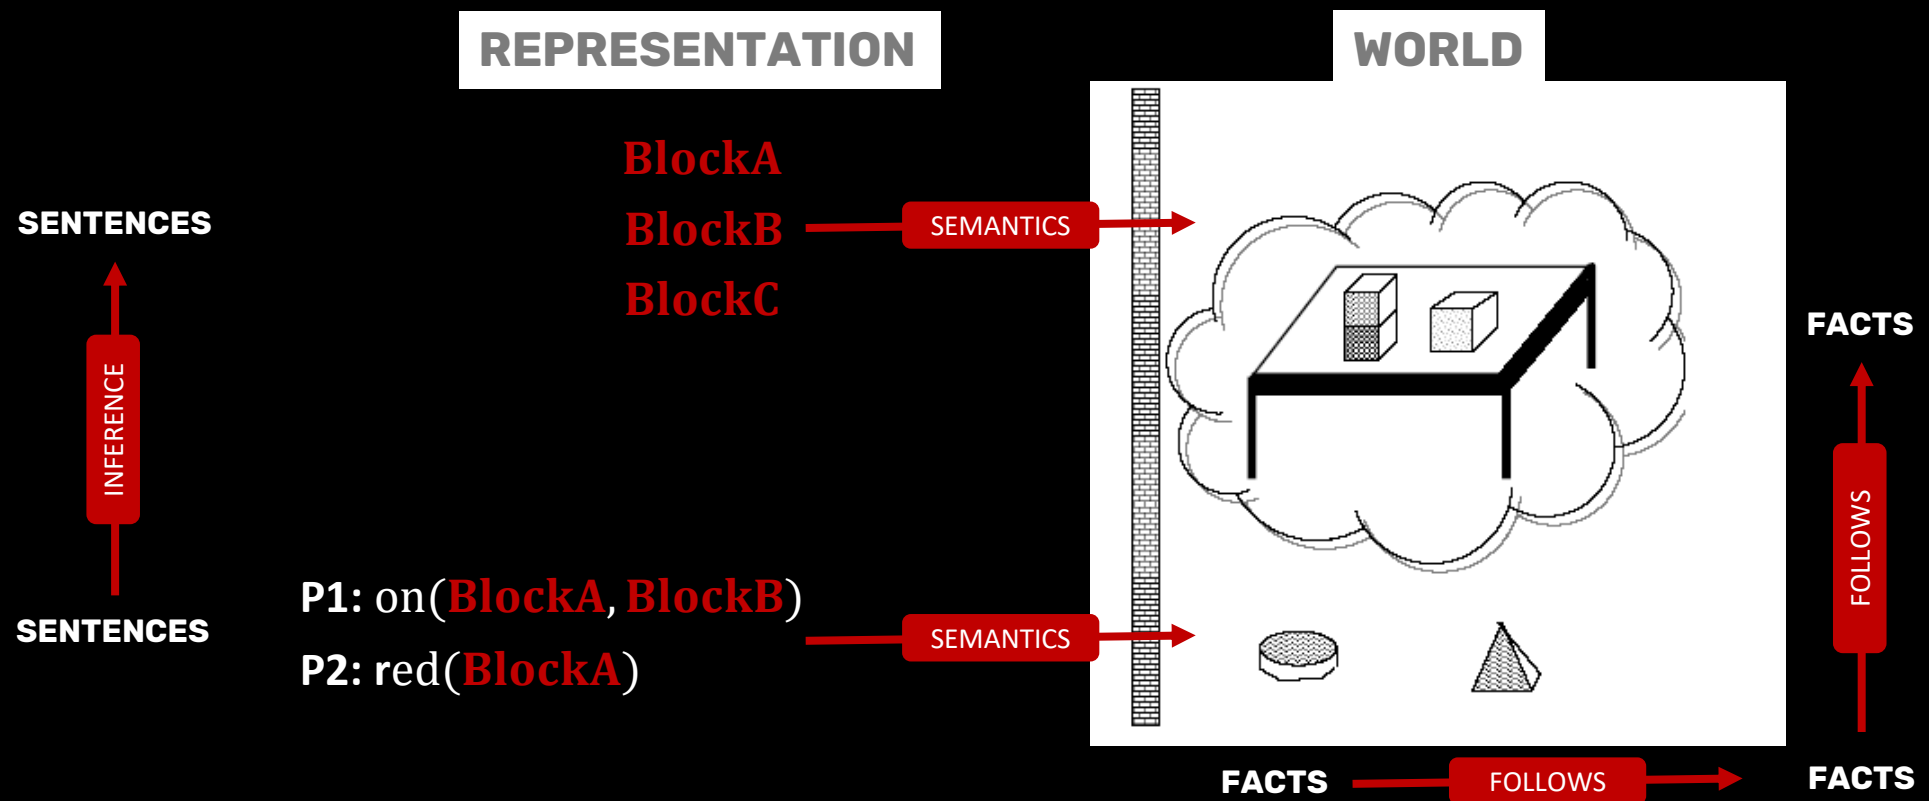 REPRESENTATION
WORLD
BlockA
SENTENCES
BlockB
SEMANTICS
BlockC
FACTS
INFERENCE
FOLLOWS
P1: on(BlockA, BlockB)
SENTENCES
SEMANTICS
P2: red(BlockA)
FACTS
FOLLOWS
FACTS